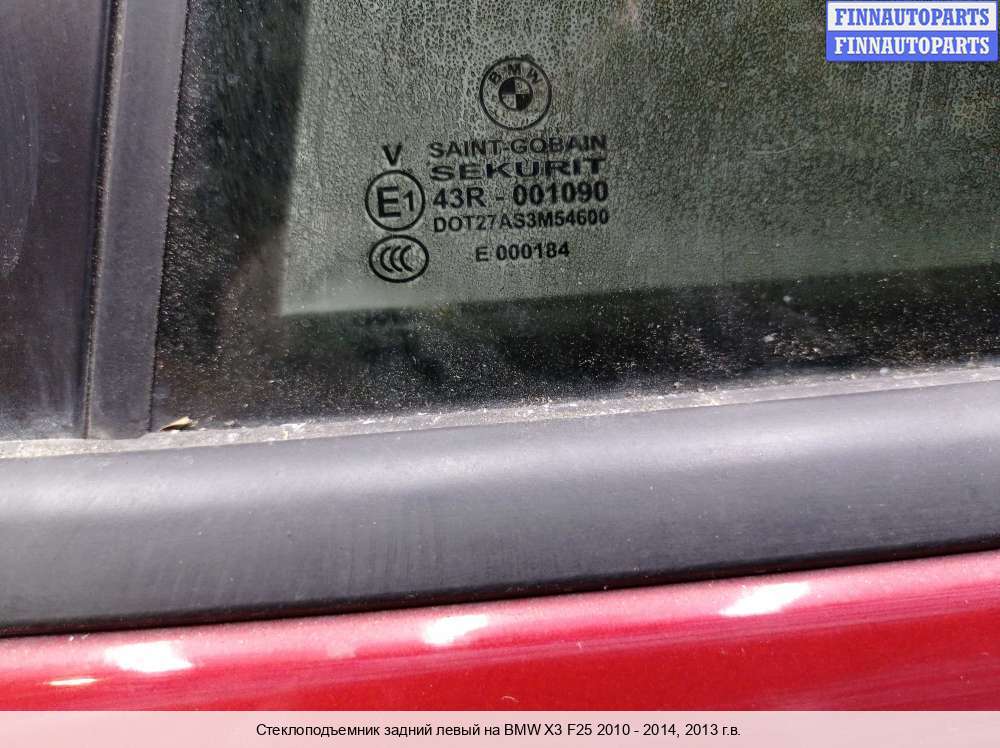 FINNAUTOPARTS
FINNAUTOPARTS
BMW
SAINT-GOBAIN
SEKURIT
V
E1
43R - 001090
DOT27AS3M54600
CCC
E 000184
Стеклоподъемник задний левый на BMW X3 F25 2010 - 2014, 2013 г.в.